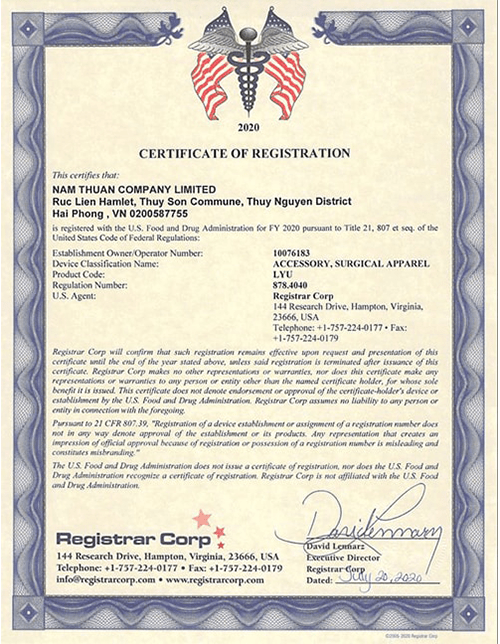 2020
CERTIFICATE OF REGISTRATION
This certifies that:
NAM THUAN COMPANY LIMITED
Ruc Lien Hamlet, Thuy Son Commune, Thuy Nguyen District
Hai Phong , VN 0200587755
is registered with the U.S. Food and Drug Administration for FY 2020 pursuant to Title 21, 807 et seq. of the
United States Code of Federal Regulations:
Establishment Owner/Operator Number: 10076183
Device Classification Name: ACCESSORY, SURGICAL APPAREL
Product Code: LYU
Regulation Number: 878.4040
U.S. Agent: Registrar Corp
144 Research Drive, Hampton, Virginia,
23666, USA
Telephone: +1-757-224-0177 • Fax:
+1-757-224-0179
Registrar Corp will confirm that such registration remains effective upon request and presentation of this
certificate until the end of the year stated above, unless said registration is terminated after issuance of this
certificate. Registrar Corp makes no other representations or warranties, nor does this certificate make any
representations or warranties to any person or entity other than the named certificate holder, for whose sole
benefit it is issued. This certificate does not denote endorsement or approval of the certificate-holder's device or
establishment by the U.S. Food and Drug Administration. Registrar Corp assumes no liability to any person or
entity in connection with the foregoing.
Pursuant to 21 CFR 807.39, "Registration of a device establishment or assignment of a registration number does
not in any way denote approval of the establishment or its products. Any representation that creates an
impression of official approval because of registration or possession of a registration number is misleading and
constitutes misbranding."
The U.S. Food and Drug Administration does not issue a certificate of registration, nor does the U.S. Food and
Drug Administration recognize a certificate of registration. Registrar Corp is not affiliated with the U.S. Food
and Drug Administration.
Registrar Corp
144 Research Drive, Hampton, Virginia, 23666, USA
Telephone: +1-757-224-0177 • Fax: +1-757-224-0179
info@registrarcorp.com • www.registrarcorp.com
David Lennarz
David Lennarz
Executive Director
Registrar Corp
Dated: July 20, 2020
©2006-2020 Registrar Corp